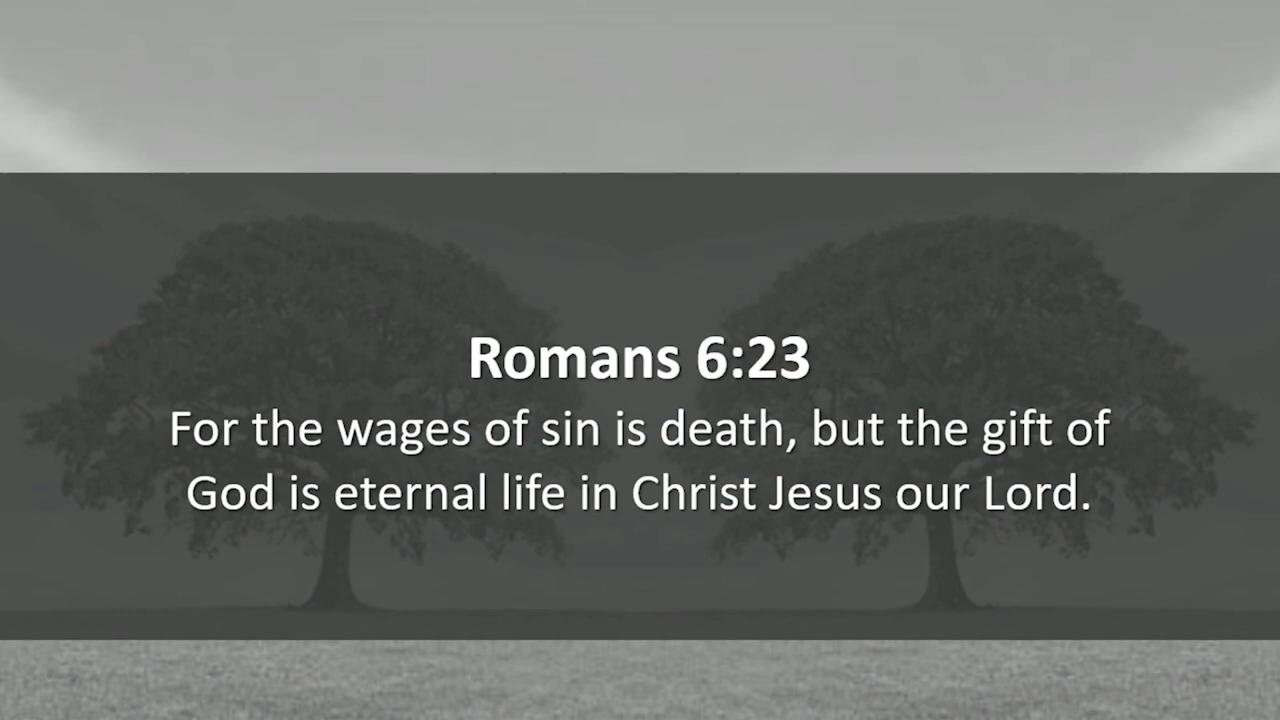 Romans 6:23
For the wages of sin is death, but the gift of
God is eternal life in Christ Jesus our Lord.